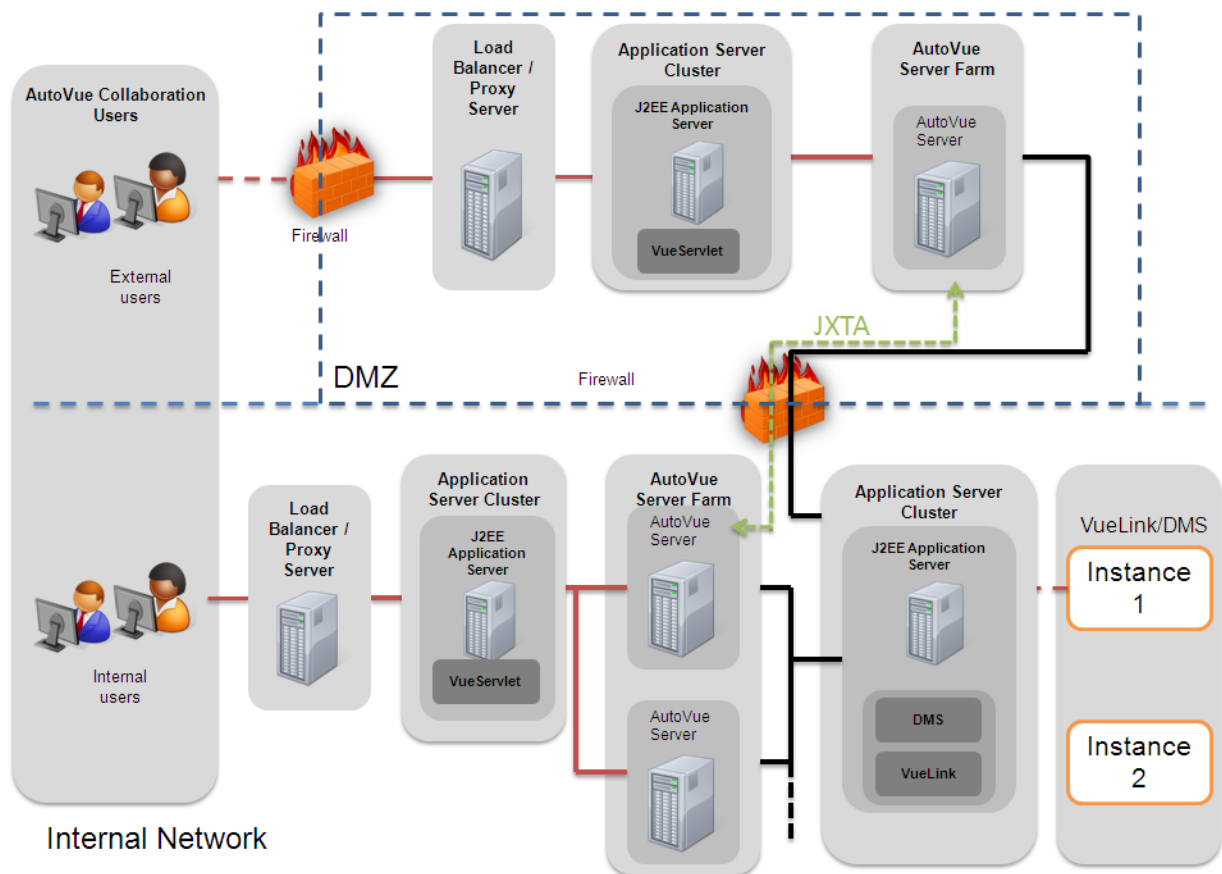 AutoVue Collaboration
Users
External
users
Internal
users
Internal Network
Firewall
Load
Balancer /
Proxy
Server
Application Server
Cluster
J2EE Application
Server
VueServlet
AutoVue
Server Farm
AutoVue
Server
JXTA
DMZ
Firewall
Load
Balancer /
Proxy
Server
Application
Server Cluster
J2EE
Application
Server
VueServlet
AutoVue
Server Farm
AutoVue
Server
AutoVue
Server
Application Server
Cluster
J2EE Application
Server
DMS
VueLink
VueLink/DMS
Instance
1
Instance
2